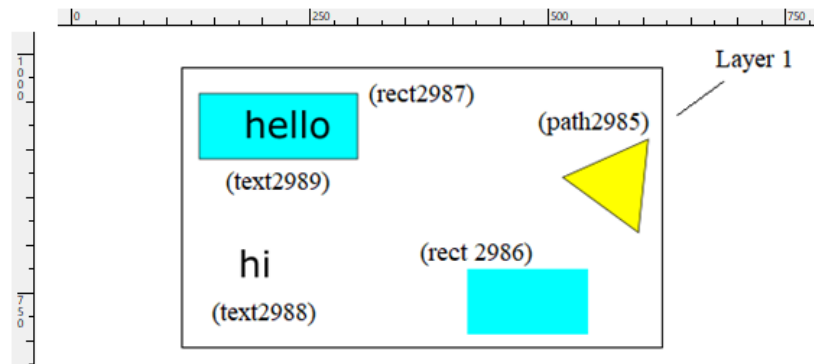 0 250 500 750
1000
Layer 1
(rect2987)
hello
(path2985)
(text2989)
(rect 2986)
hi
750
(text2988)